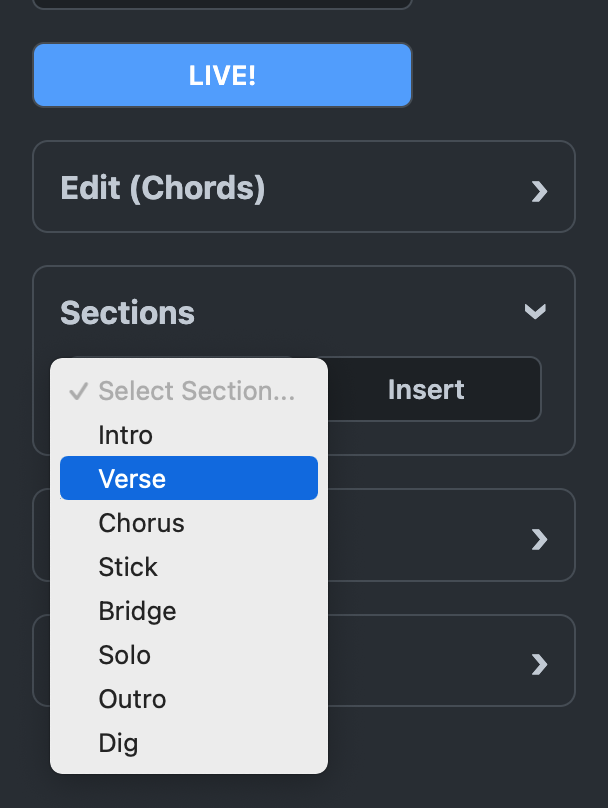 LIVE!
Edit (Chords)
Sections
Select Section...
Insert
Intro
Verse
Chorus
Stick
Bridge
Solo
Outro
Dig